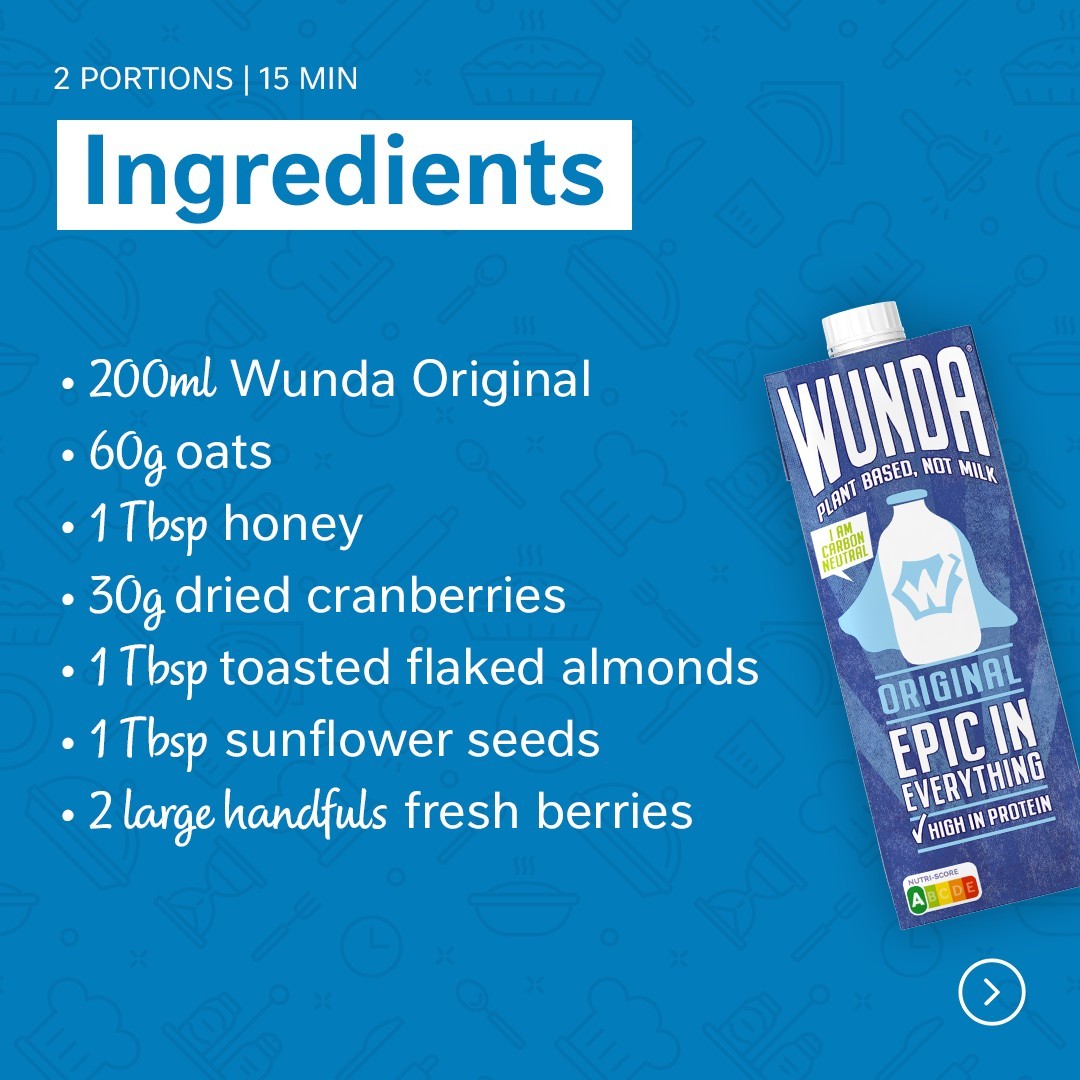 2 PORTIONS | 15 MIN
Ingredients
• 200ml Wunda Original
• 60g oats
• 1 Tbsp honey
• 30g dried cranberries
• 1 Tbsp toasted flaked almonds
• 1 Tbsp sunflower seeds
• 2 large handfuls fresh berries
WUNDA®
PLANT BASED, NOT MILK
I AM
CARBON
NEUTRAL
W
ORIGINAL
EPIC IN
EVERYTHING
✓HIGH IN PROTEIN
NUTRI-SCORE
A B C D E